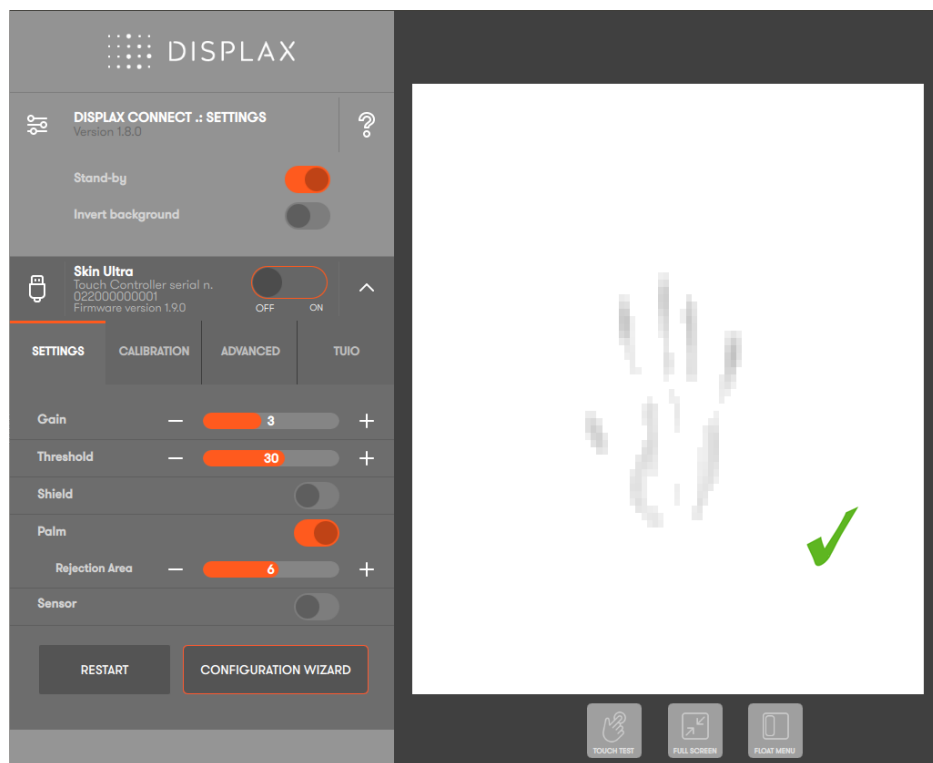 DISPLAX
DISPLAX CONNECT .: SETTINGS
Version 1.8.0
Stand-by
Invert background
Skin Ultra
Touch Controller serial n.
022000000001
Firmware version 1.9.0
OFF ON
SETTINGS CALIBRATION ADVANCED TUIO
Gain 3
Threshold 30
Shield
Palm
Rejection Area 6
Sensor
RESTART CONFIGURATION WIZARD
TOUCH TEST FULL SCREEN FLOAT MENU